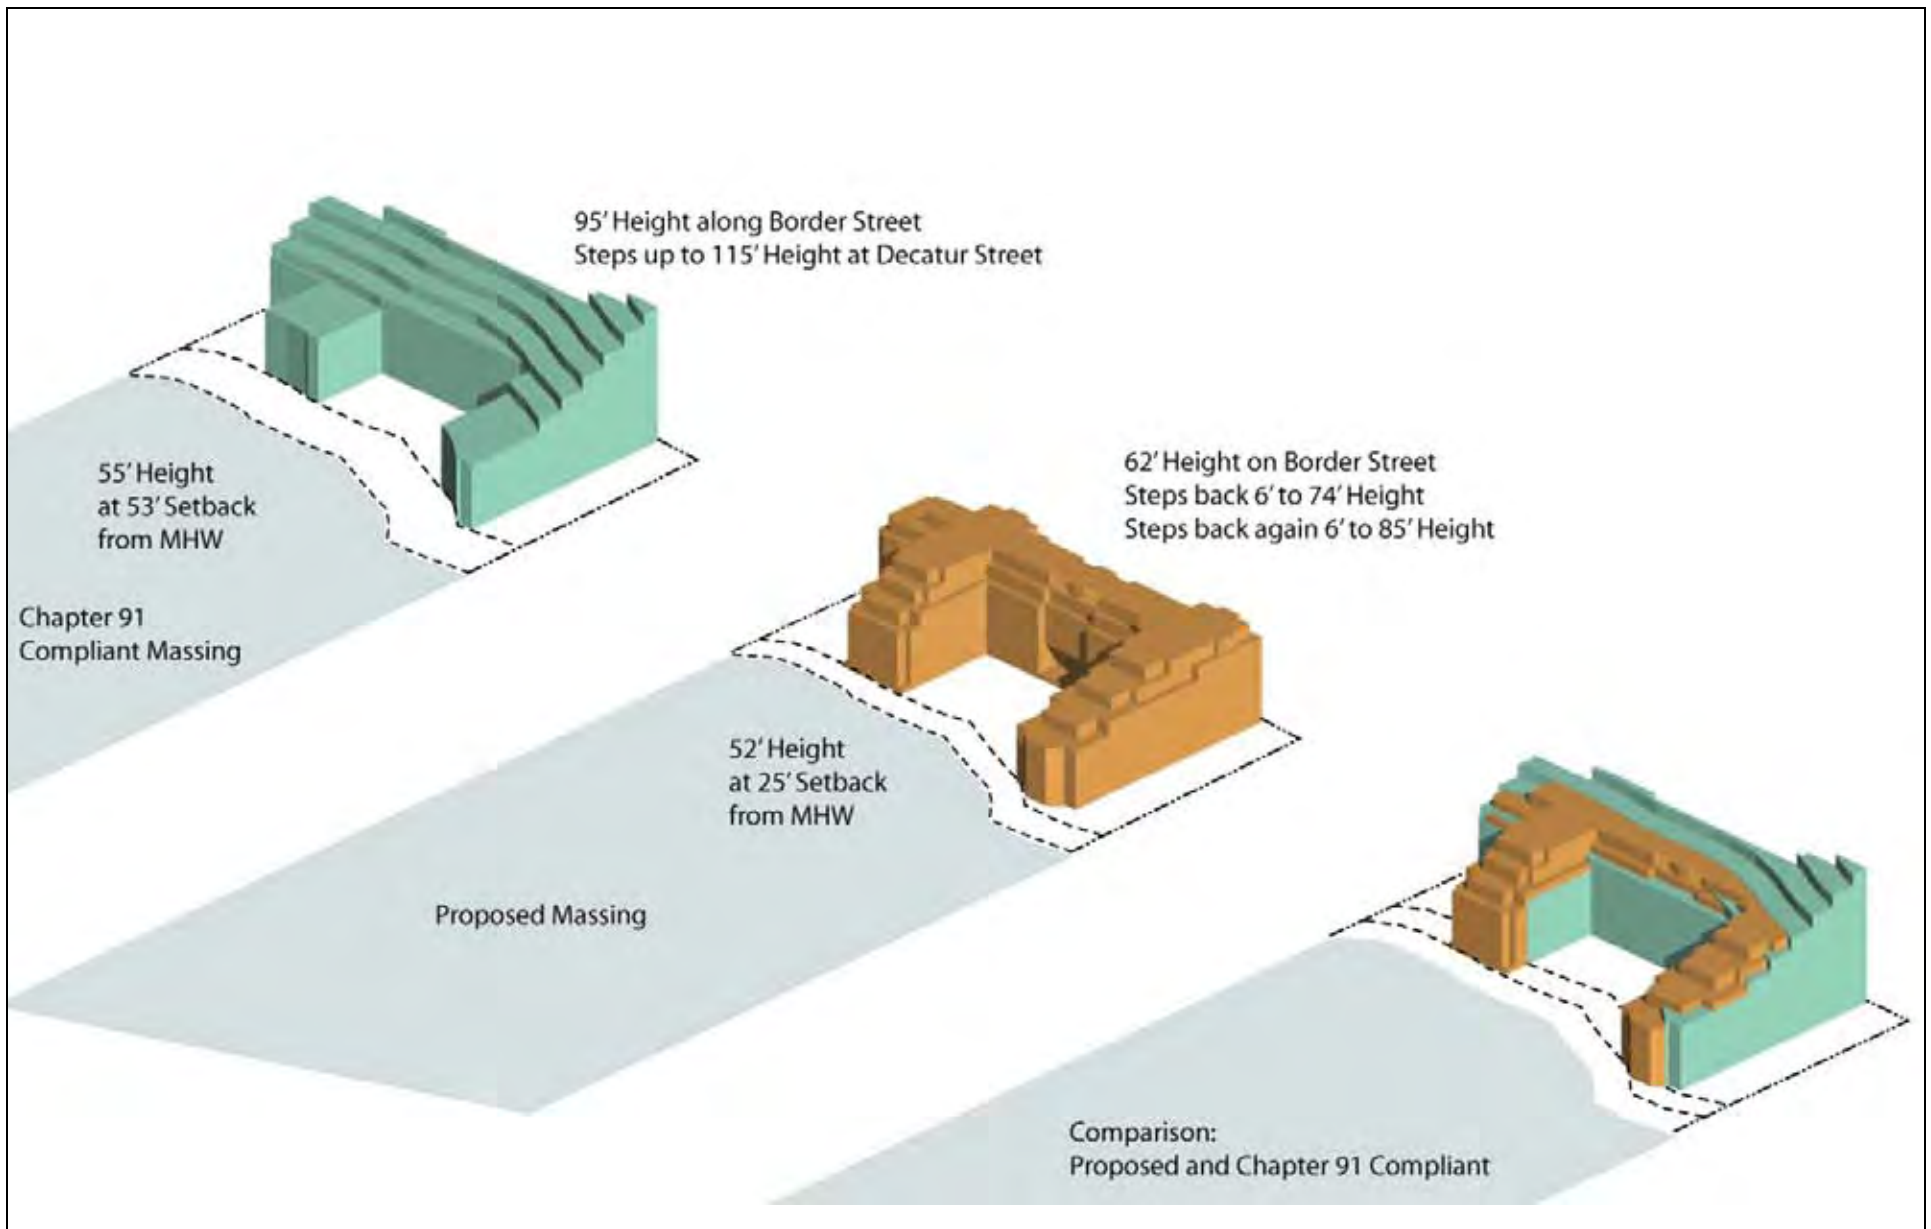 95' Height along Border Street
Steps up to 115' Height at Decatur Street
55' Height
at 53' Setback
from MHW
Chapter 91
Compliant Massing
62' Height on Border Street
Steps back 6' to 74' Height
Steps back again 6' to 85' Height
52' Height
at 25' Setback
from MHW
Proposed Massing
Comparison:
Proposed and Chapter 91 Compliant